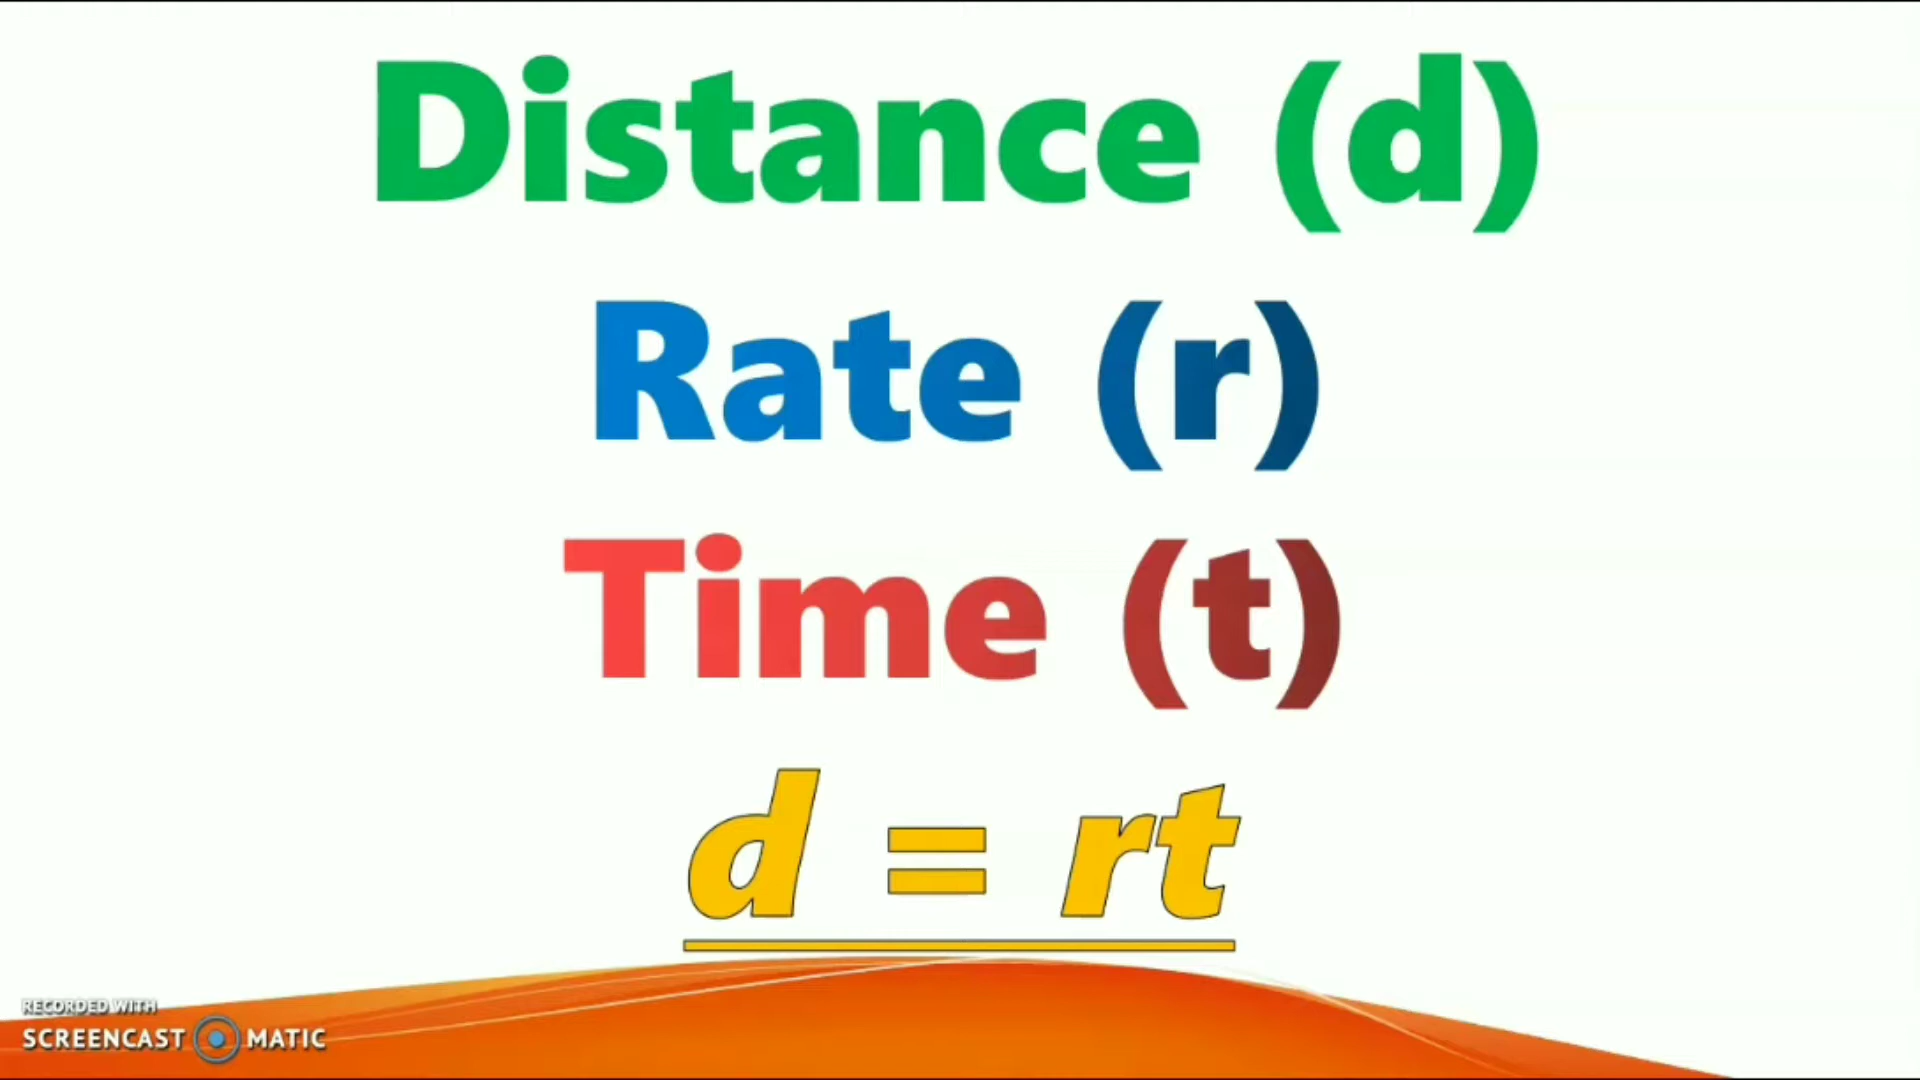 Distance (d)
Rate (r)
Time (t)
d = rt
RECORDED WITH
SCREENCAST MATIC